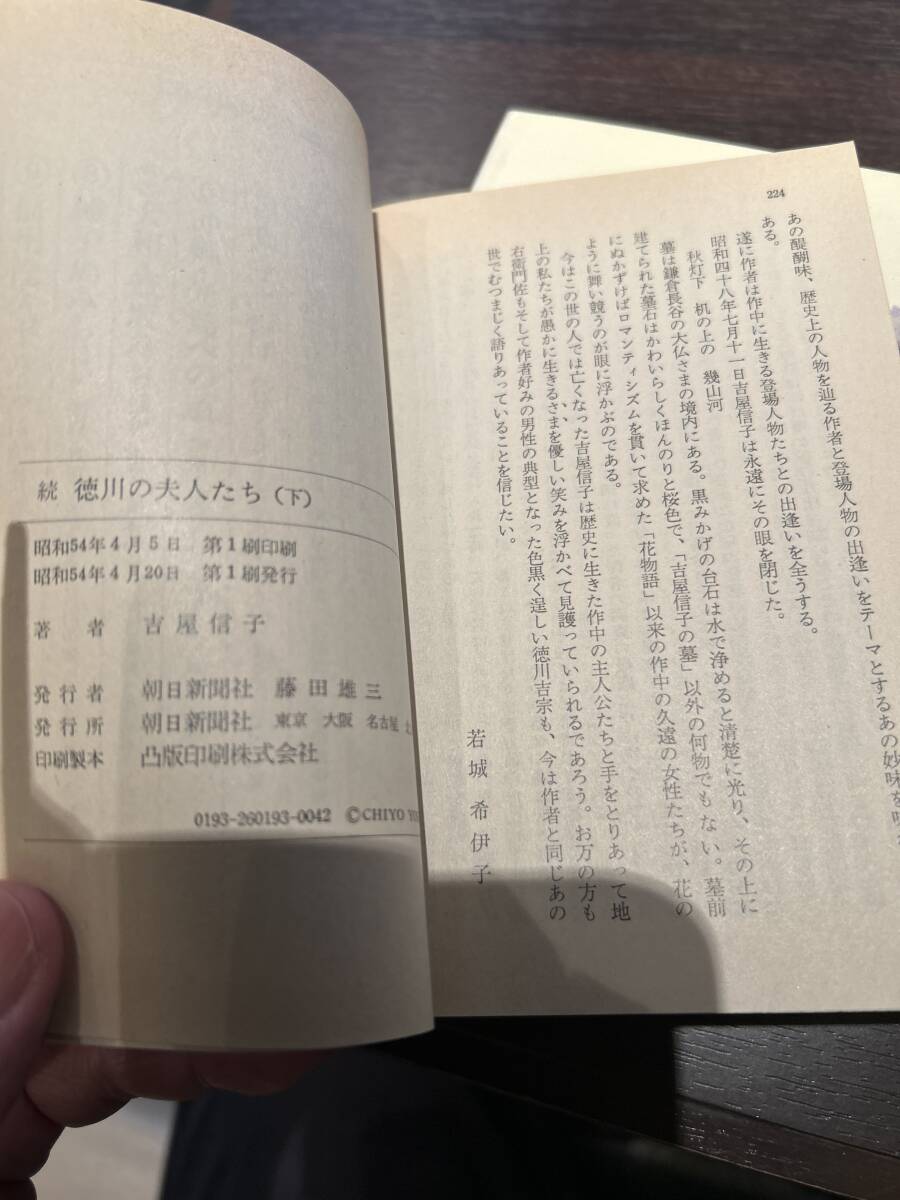 224
あの醍醐味、歴史上の人物を辿る作者と登場人物の出逢いをテーマとするあの妙味を
ある。
遂に作者は作中に生きる登場人物たちとの出逢いを全うする。
昭和四十八年七月十一日吉屋信子は永遠にその眼を閉じた。
秋灯下 机の上の 幾山河
墓は鎌倉長谷の大仏さまの境内にある。黒みかげの台石は水で浄めると清楚に光り、その上に
建てられた墓石はかわいらしくほんのりと桜色で、「吉屋信子の墓」以外の何物でもない。墓前
にぬかずけばロマンティシズムを貫いて求めた「花物語」以来の作中の久遠の女性たちが、花の
ように舞い競うのが眼に浮かぶのである。
今はこの世の人では亡くなった吉屋信子は歴史に生きた作中の主人公たちと手をとりあって地
上の私たちが愚かに生きるさまを優しい笑みを浮かべて見護っていられるであろう。お万の方も
右衛門佐もそして作者好みの男性の典型となった色黒く逞しい徳川吉宗も、今は作者と同じあの
世でむつまじく語りあっていることを信じたい。
若城希伊子
続 徳川の夫人たち(下)
昭和54年4月5日 第1刷印刷
昭和54年4月20日 第1刷発行
著者 吉屋信子
発行者 朝日新聞社 藤田雄三
発行所 朝日新聞社 東京 大阪 名古屋
印刷製本 凸版印刷株式会社
0193-260193-0042 ©CHIYO